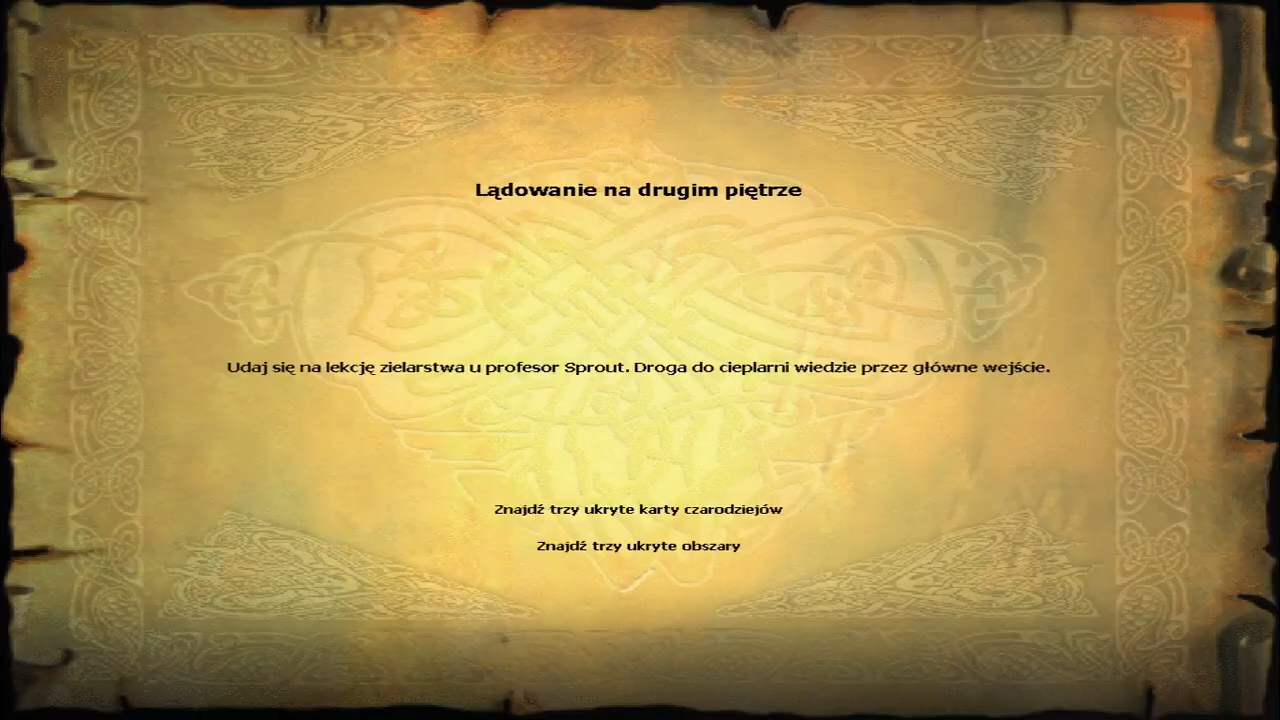 Lądowanie na drugim piętrze
Udaj się na lekcję zielarstwa u profesor Sprout. Droga do cieplarni wiedzie przez główne wejście.
Znajdź trzy ukryte karty czarodziejów
Znajdź trzy ukryte obszary